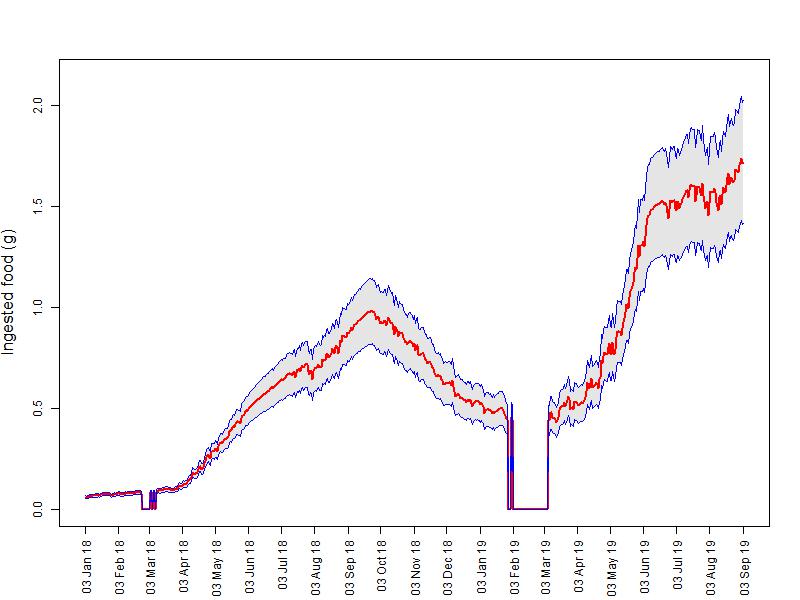 Ingested food (g)
2.0
1.5
1.0
0.5
0.0
03 Jan 18
03 Feb 18
03 Mar 18
03 Apr 18
03 May 18
03 Jun 18
03 Jul 18
03 Aug 18
03 Sep 18
03 Oct 18
03 Nov 18
03 Dec 18
03 Jan 19
03 Feb 19
03 Mar 19
03 Apr 19
03 May 19
03 Jun 19
03 Jul 19
03 Aug 19
03 Sep 19